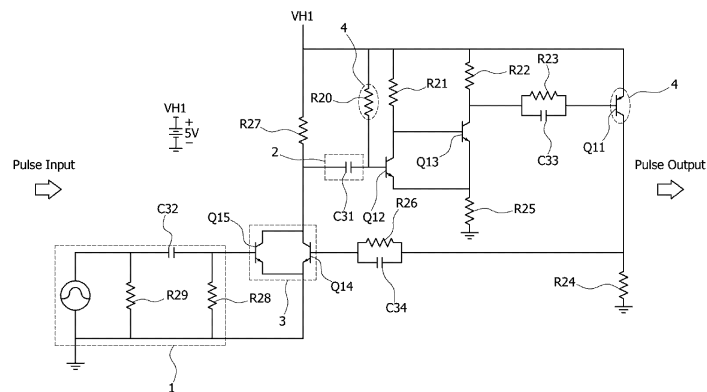 VH1
4
R20
R21
R22
R23
4
VH1
+
5V
−
R27
2
Q13
C33
Q11
Pulse Input
Pulse Output
C31
Q12
C32
Q15
R26
R25
Q14
C34
R24
R29
R28
3
1